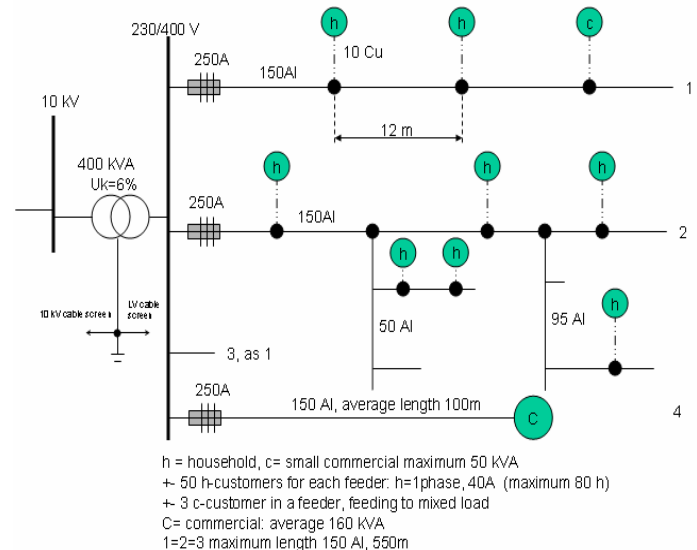 230/400 V
h
h
c
250A
10 Cu
150Al
1
10 kV
12 m
400 KVA
Uk=6%
h
h
h
250A
150Al
2
h
h
10 kV cable
screen
LV cable
screen
50 Al
95 Al
h
3, as 1
250A
150 Al, average length 100m
C
4
h = household, c= small commercial maximum 50 kVA
+- 50 h-customers for each feeder: h=1phase, 40A (maximum 80 h)
+- 3 c-customer in a feeder, feeding to mixed load
C= commercial: average 160 kVA
1=2=3 maximum length 150 Al, 550m